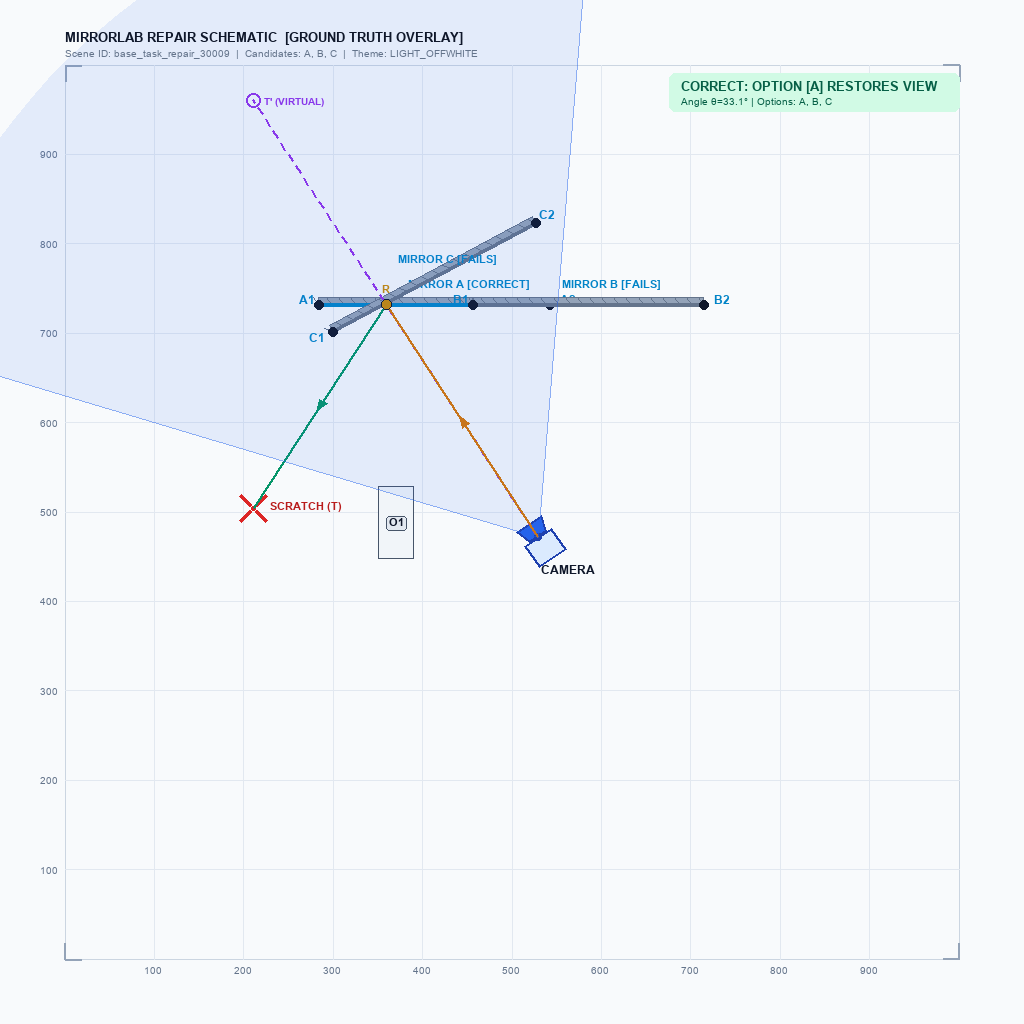 MIRRORLAB REPAIR SCHEMATIC [GROUND TRUTH OVERLAY]
Scene ID: base_task_repair_30009 | Candidates: A, B, C | Theme: LIGHT_OFFWHITE
CORRECT: OPTION [A] RESTORES VIEW
Angle θ=33.1° | Options: A, B, C
T' (VIRTUAL)
900
C2
800
MIRROR C [FAILS]
MIRROR B [FAILS]
[CORRECT]
R
A1
B1
B2
C1
700
600
SCRATCH (T)
500
O1
CAMERA
400
300
200
100
100 200 300 400 500 600 700 800 900